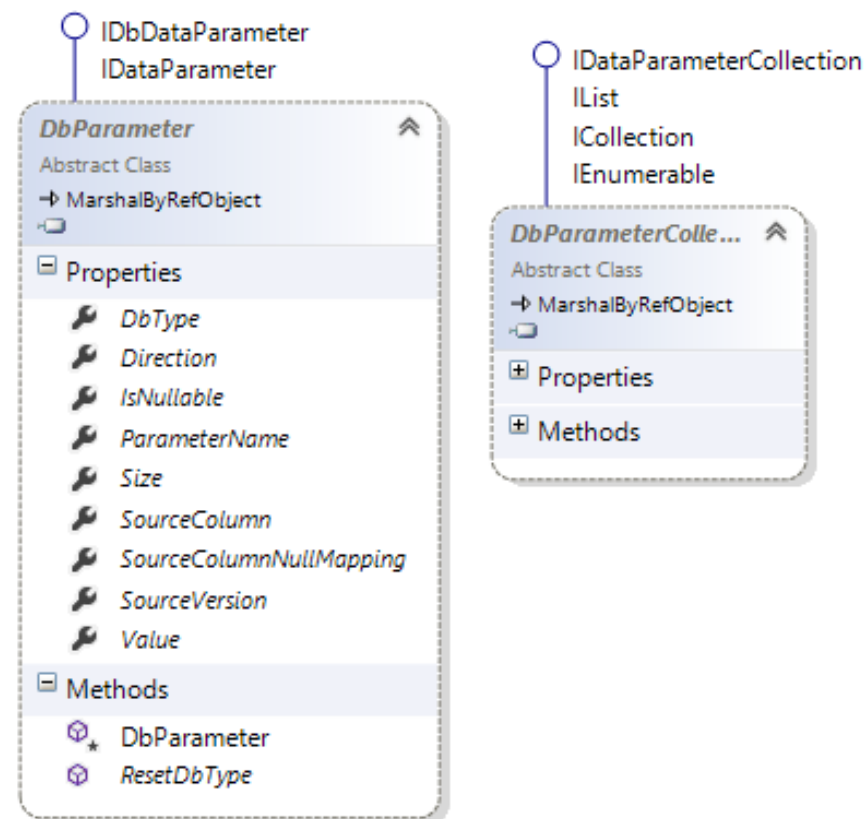 IDbDataParameter
IDataParameter
DbParameter
Abstract Class
MarshalByRefObject
Properties
DbType
Direction
IsNullable
ParameterName
Size
SourceColumn
SourceColumnNullMapping
SourceVersion
Value
Methods
DbParameter
ResetDbType
IDataParameterCollection
IList
ICollection
IEnumerable
DbParameterColle...
Abstract Class
MarshalByRefObject
Properties
Methods